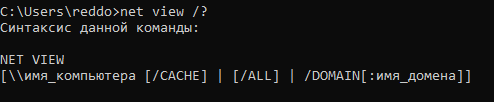 C:\Users\reddo>net view /?
Синтаксис данной команды:
NET VIEW
[\\имя_компьютера [/CACHE] | [/ALL] | /DOMAIN[:имя_домена]]